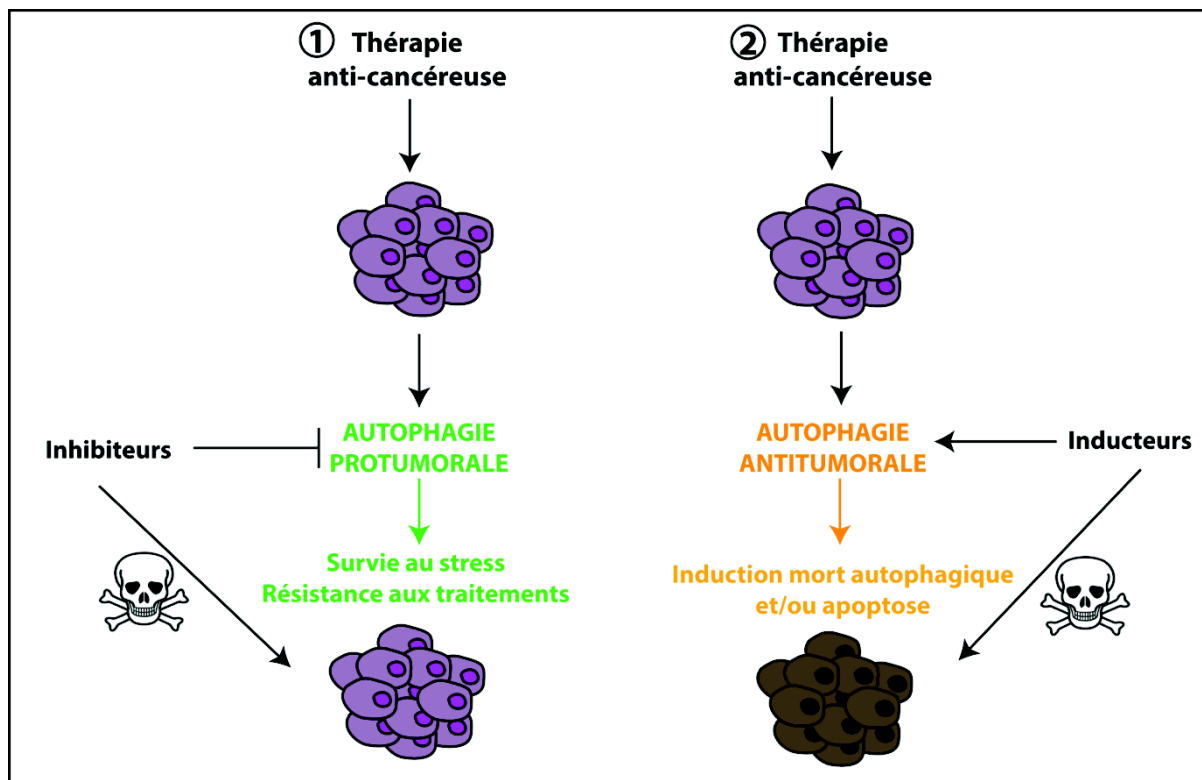 ① Thérapie
anti-cancéreuse
② Thérapie
anti-cancéreuse
Inhibiteurs
AUTOPHAGIE
PROTUMORALE
AUTOPHAGIE
ANTITUMORALE
Inducteurs
Survie au stress
Résistance aux traitements
Induction mort autophagique
et/ou apoptose